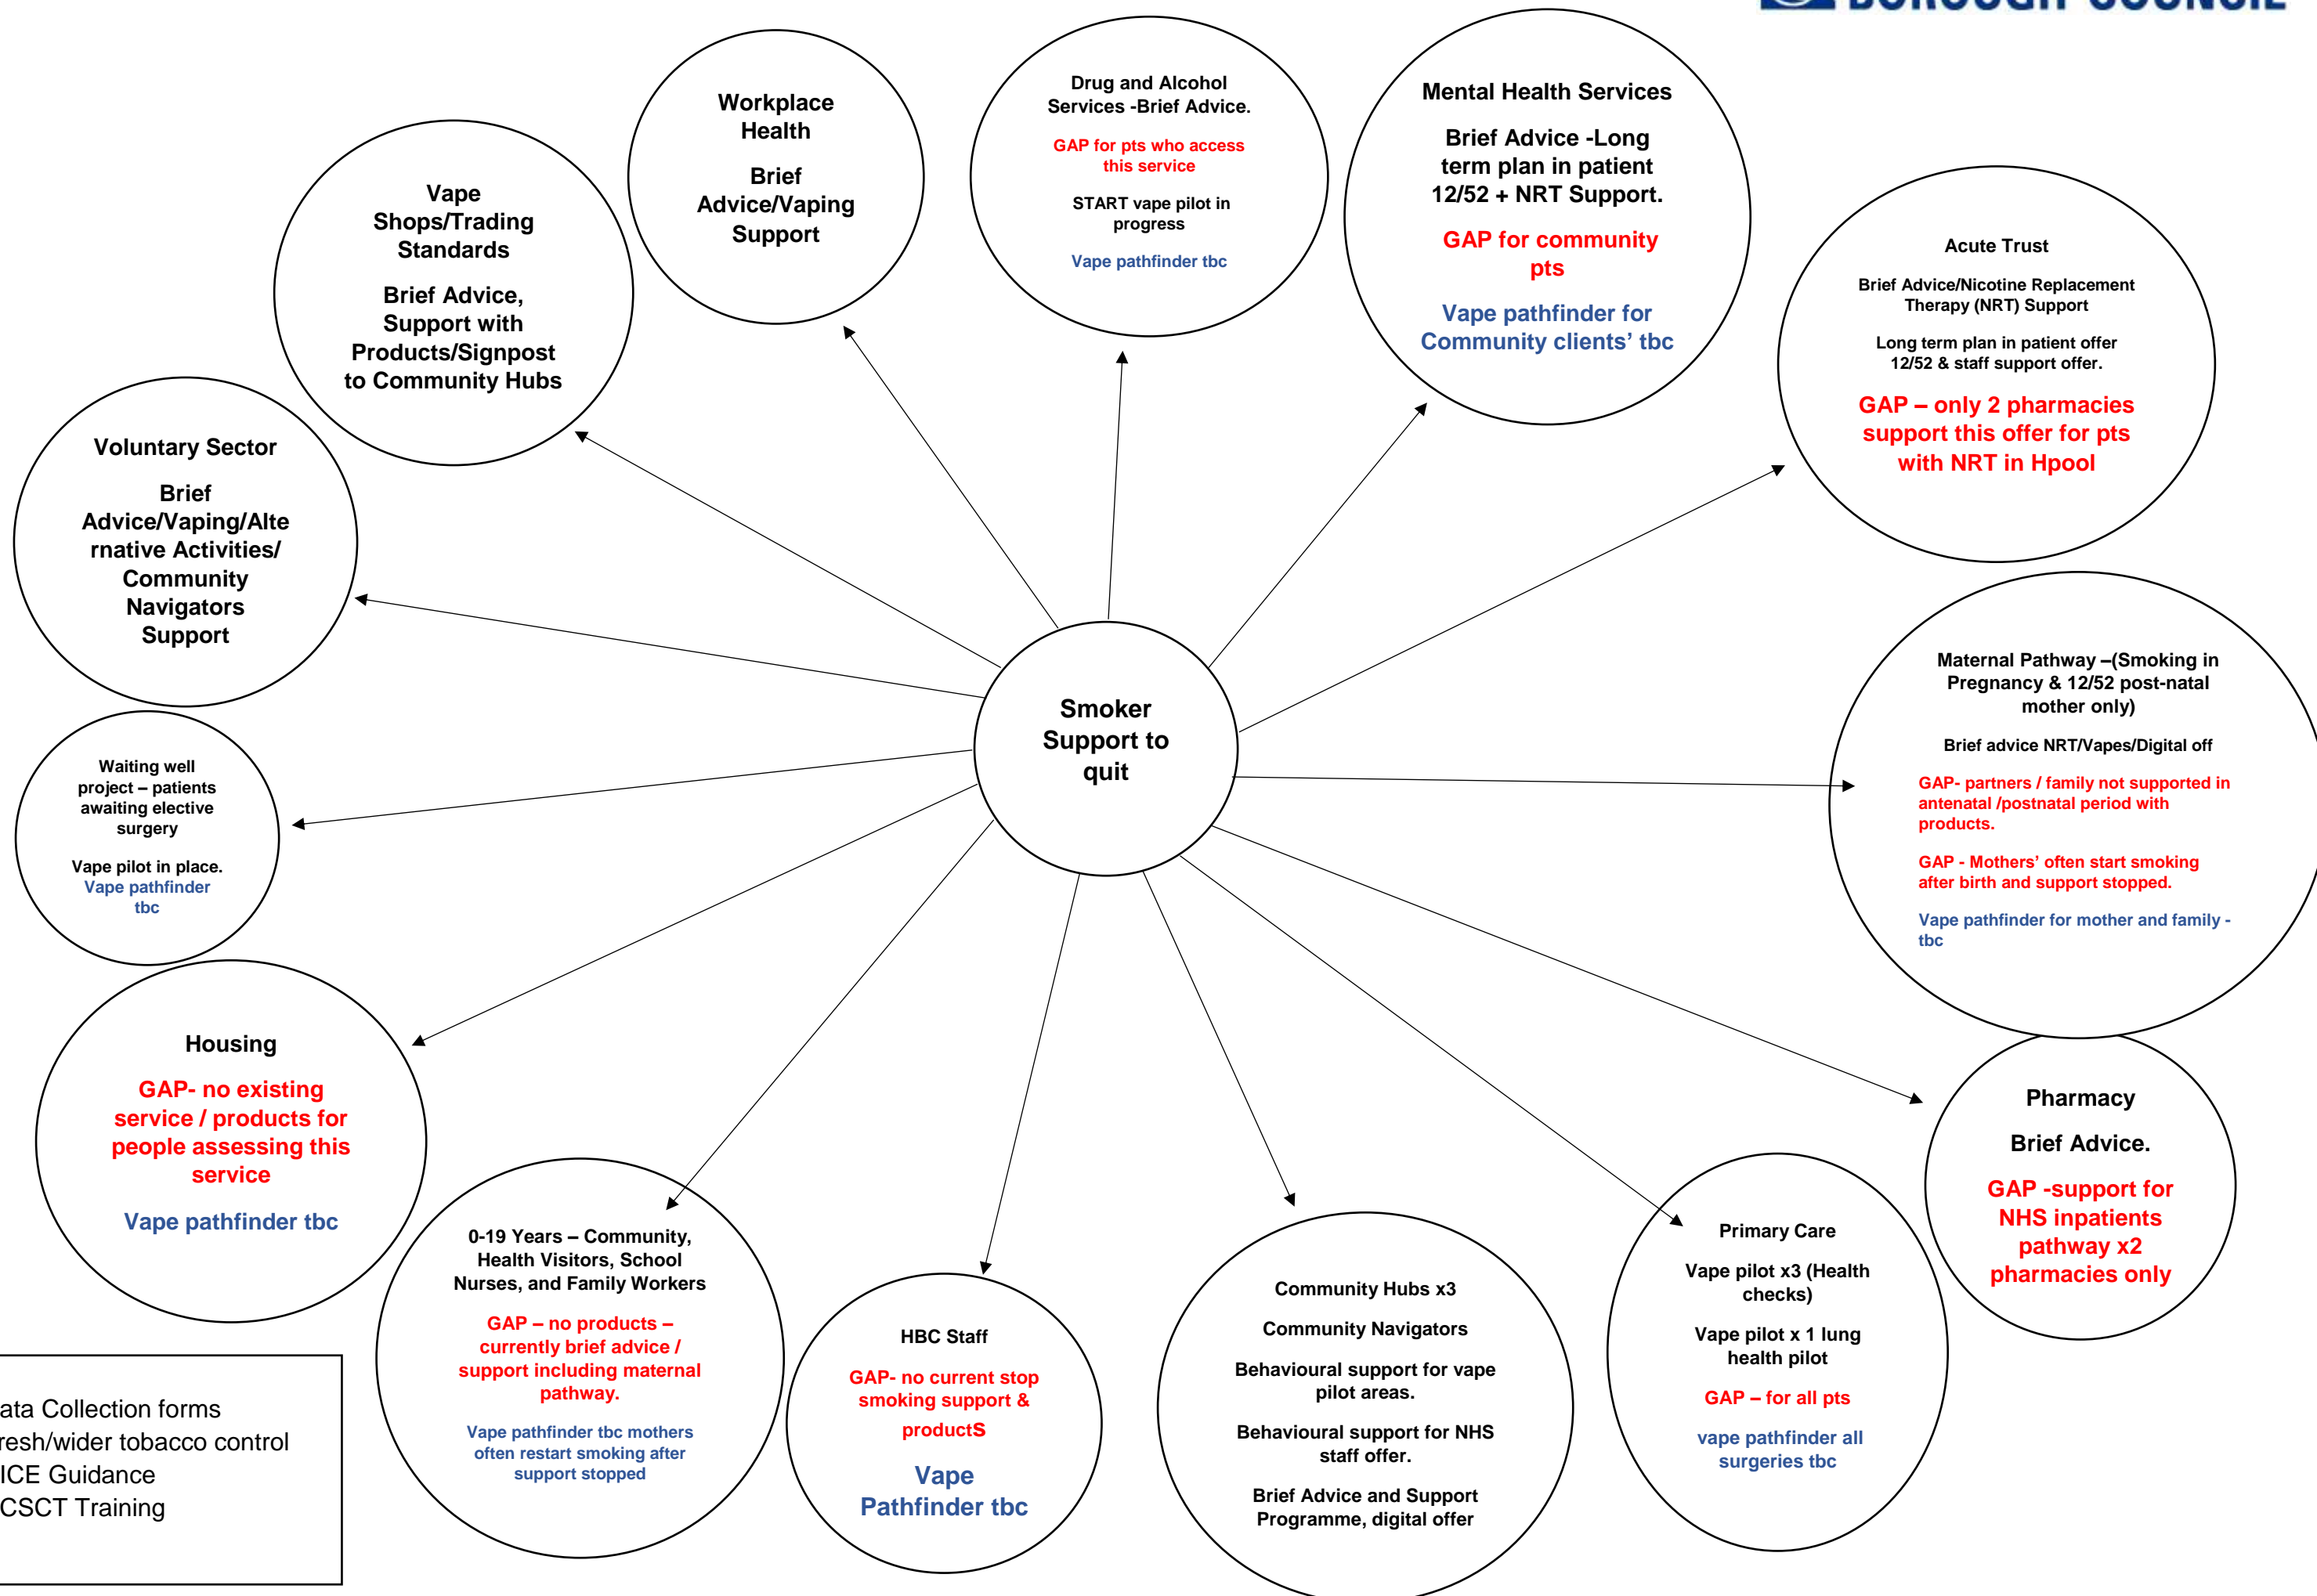 BOROUGH COUNCIL
Workplace
Health
Brief
Advice/Vaping
Support
Drug and Alcohol
Services -Brief Advice.
GAP for pts who access
this service
START vape pilot in
progress
Vape pathfinder tbc
Mental Health Services
Brief Advice -Long
term plan in patient
12/52 + NRT Support.
GAP for community
pts
Vape pathfinder for
Community clients’ tbc
Vape
Shops/Trading
Standards
Brief Advice,
Support with
Products/Signpost
to Community Hubs
Acute Trust
Brief Advice/Nicotine Replacement
Therapy (NRT) Support
Long term plan in patient offer
12/52 & staff support offer.
GAP – only 2 pharmacies
support this offer for pts
with NRT in Hpool
Voluntary Sector
Brief
Advice/Vaping/Alte
rnative Activities/
Community
Navigators
Support
Smoker
Support to
quit
Maternal Pathway –(Smoking in
Pregnancy & 12/52 post-natal
mother only)
Brief advice NRT/Vapes/Digital off
GAP- partners / family not supported in
antenatal /postnatal period with
products.
GAP - Mothers’ often start smoking
after birth and support stopped.
Vape pathfinder for mother and family -
tbc
Waiting well
project – patients
awaiting elective
surgery
Vape pilot in place.
Vape pathfinder
tbc
Housing
GAP- no existing
service / products for
people assessing this
service
Vape pathfinder tbc
Pharmacy
Brief Advice.
GAP -support for
NHS inpatients
pathway x2
pharmacies only
0-19 Years – Community,
Health Visitors, School
Nurses, and Family Workers
GAP – no products –
currently brief advice /
support including maternal
pathway.
Vape pathfinder tbc mothers
often restart smoking after
support stopped
HBC Staff
GAP- no current stop
smoking support &
products
Vape
Pathfinder tbc
Community Hubs x3
Community Navigators
Behavioural support for vape
pilot areas.
Behavioural support for NHS
staff offer.
Brief Advice and Support
Programme, digital offer
Primary Care
Vape pilot x3 (Health
checks)
Vape pilot x 1 lung
health pilot
GAP – for all pts
vape pathfinder all
surgeries tbc
ata Collection forms
resh/wider tobacco control
ICE Guidance
CSCT Training